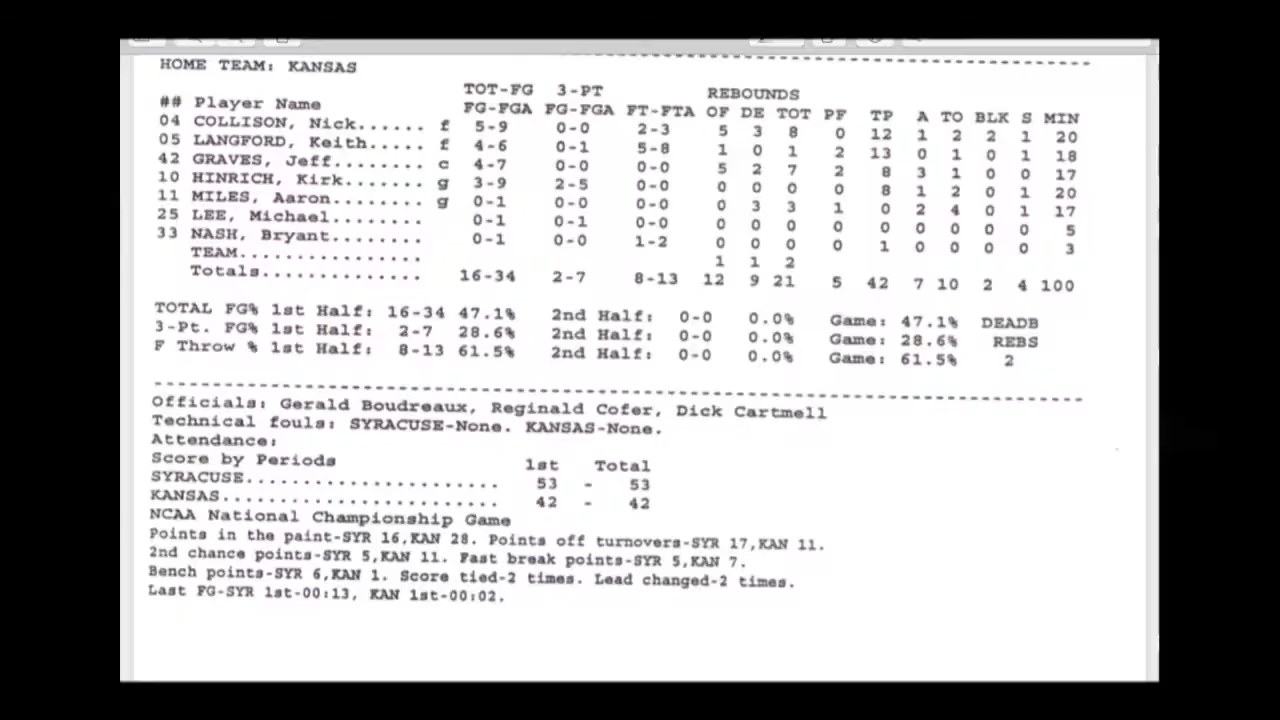 HOME TEAM: KANSAS
TOT-FG 3-PT REBOUNDS
## Player Name FG-FGA FG-FGA FT-FTA OF DE TOT PF TP A TO BLK S MIN
04 COLLISON, Nick...... f 5-9 0-0 2-3 5 3 8 0 12 1 2 2 1 20
05 LANGFORD, Keith..... f 4-6 0-1 5-8 1 0 1 2 13 0 1 0 1 18
42 GRAVES, Jeff........ c 4-7 0-0 0-0 5 2 7 2 8 3 1 0 0 17
10 HINRICH, Kirk....... g 3-9 2-5 0-0 0 0 0 0 8 1 2 0 1 20
11 MILES, Aaron........ g 0-1 0-0 0-0 0 3 3 1 0 2 4 0 1 17
25 LEE, Michael........ 0-1 0-1 0-0 0 0 0 0 0 0 0 0 0 5
33 NASH, Bryant........ 0-1 0-0 1-2 0 0 0 0 1 0 0 0 0 3
TEAM................ 1 1 2
Totals.............. 16-34 2-7 8-13 12 9 21 5 42 7 10 2 4 100
TOTAL FG% 1st Half: 16-34 47.1% 2nd Half: 0-0 0.0% Game: 47.1% DEADB
3-Pt. FG% 1st Half: 2-7 28.6% 2nd Half: 0-0 0.0% Game: 28.6% REBS
F Throw % 1st Half: 8-13 61.5% 2nd Half: 0-0 0.0% Game: 61.5% 2
Officials: Gerald Boudreaux, Reginald Cofer, Dick Cartmell
Technical fouls: SYRACUSE-None. KANSAS-None.
Attendance:
Score by Periods 1st Total
SYRACUSE...................... 53 - 53
KANSAS........................ 42 - 42
NCAA National Championship Game
Points in the paint-SYR 16,KAN 28. Points off turnovers-SYR 17,KAN 11.
2nd chance points-SYR 5,KAN 11. Fast break points-SYR 5,KAN 7.
Bench points-SYR 6,KAN 1. Score tied-2 times. Lead changed-2 times.
Last FG-SYR 1st-00:13, KAN 1st-00:02.